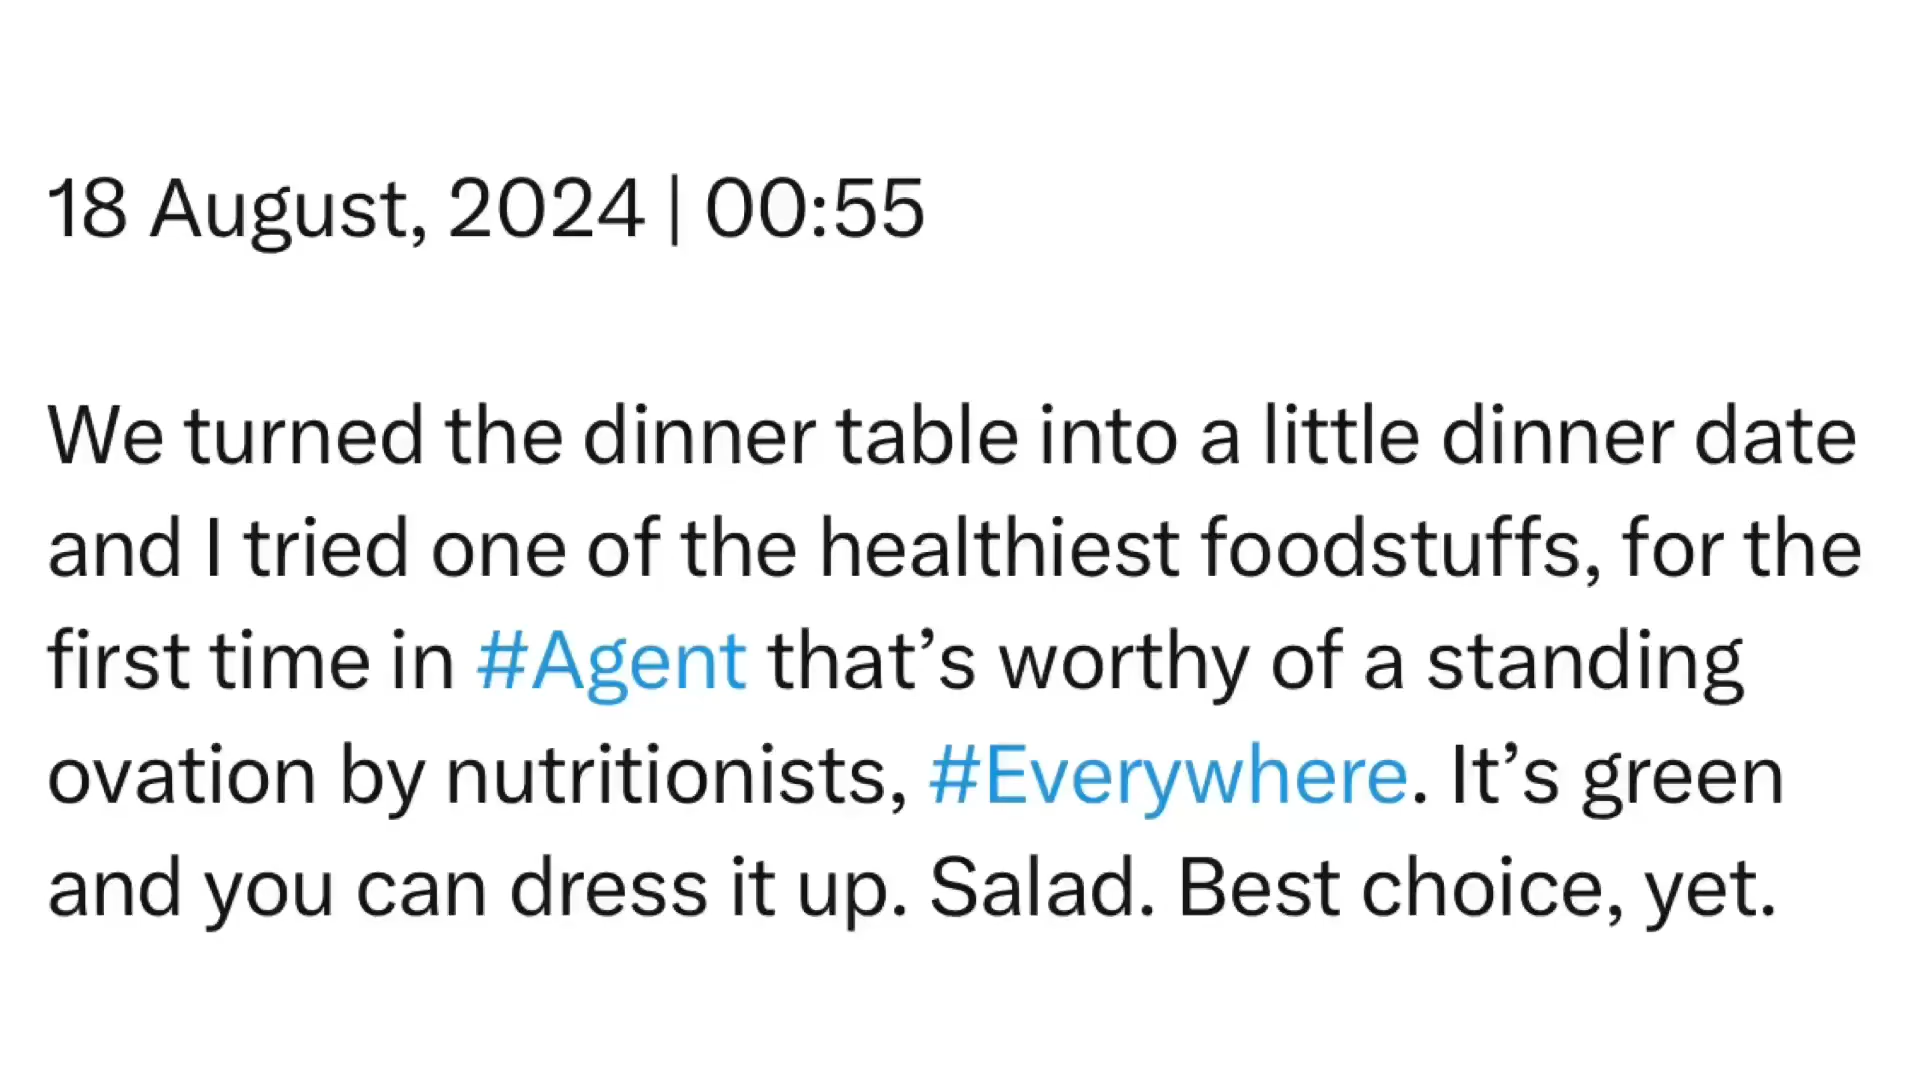 18 August, 2024 | 00:55
We turned the dinner table into a little dinner date
and I tried one of the healthiest foodstuffs, for the
first time in #Agent that’s worthy of a standing
ovation by nutritionists, #Everywhere. It’s green
and you can dress it up. Salad. Best choice, yet.